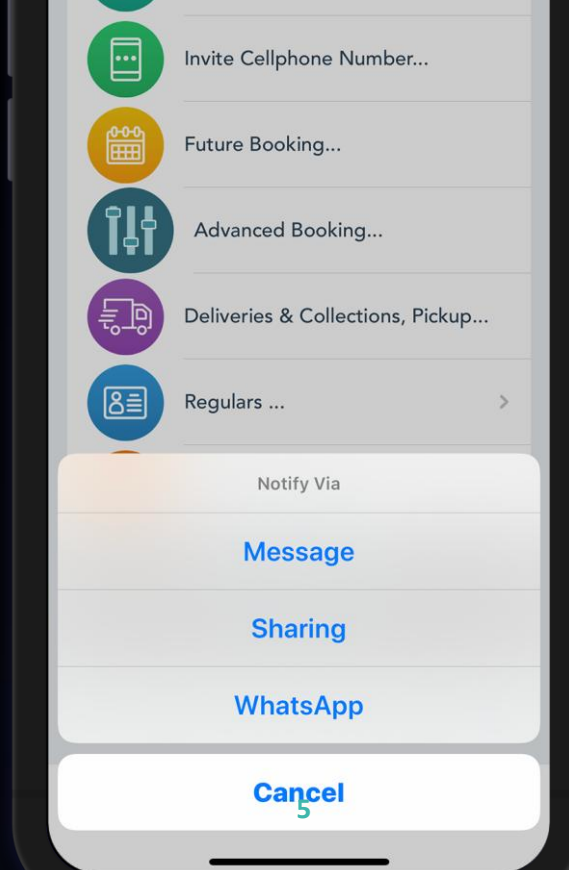 Invite Cellphone Number...
Future Booking...
Advanced Booking...
Deliveries & Collections, Pickup...
Regulars ...
Notify Via
Message
Sharing
WhatsApp
Cancel
5